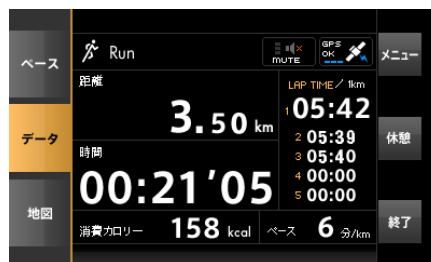 Run
MUTE
GPS
OK
ペース
データ
地図
距離
3.50 km
時間
00:21'05
消費カロリー 158 kcal
LAP TIME / 1km
1 05:42
2 05:39
3 05:40
4 00:00
5 00:00
ペース 6 分/km
メニュー
休憩
終了